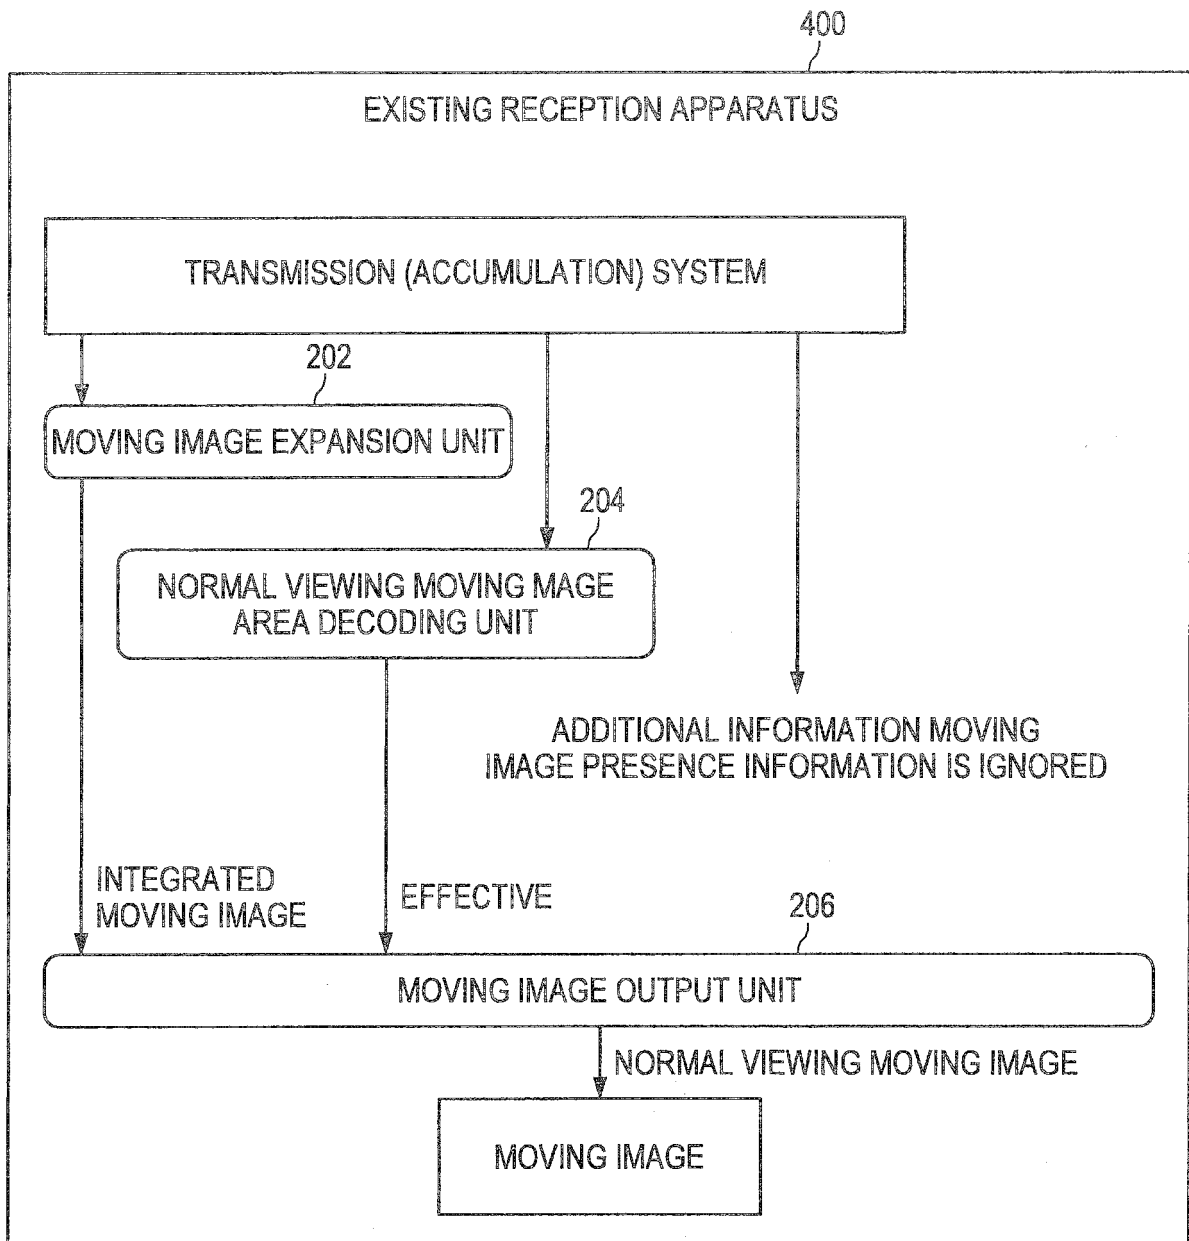 400
EXISTING RECEPTION APPARATUS
TRANSMISSION (ACCUMULATION) SYSTEM
202
MOVING IMAGE EXPANSION UNIT
204
NORMAL VIEWING MOVING MAGE
AREA DECODING UNIT
ADDITIONAL INFORMATION MOVING
IMAGE PRESENCE INFORMATION IS IGNORED
INTEGRATED
MOVING IMAGE
EFFECTIVE
206
MOVING IMAGE OUTPUT UNIT
NORMAL VIEWING MOVING IMAGE
MOVING IMAGE